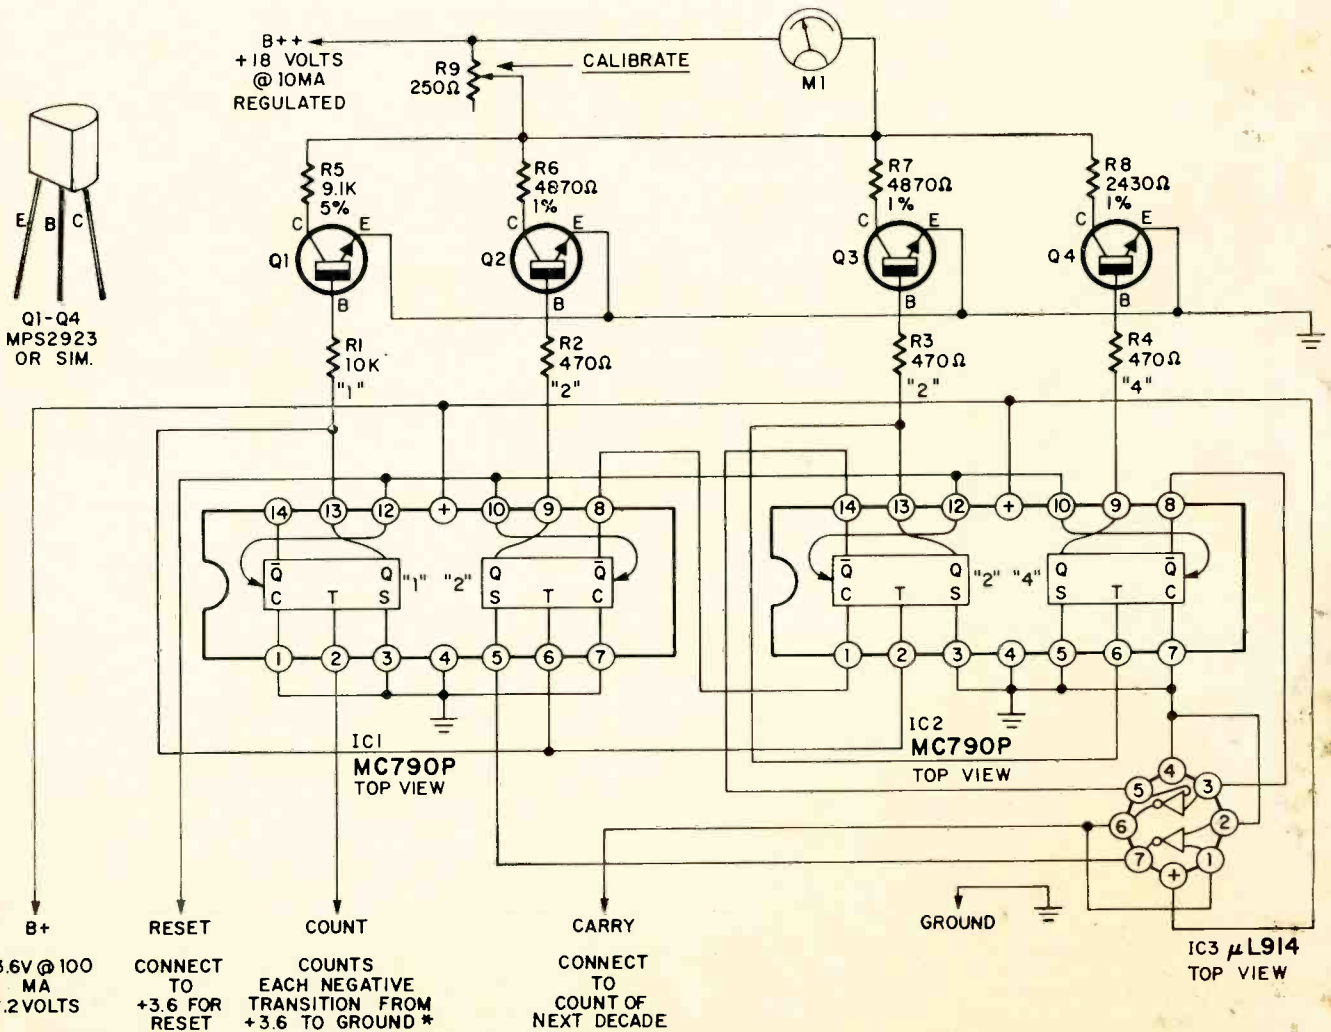 B++
+18 VOLTS
@ 10MA
REGULATED
R9
250Ω
CALIBRATE
M1
R5
9.1K
5%
R6
4870Ω
1%
R7
4870Ω
1%
R8
2430Ω
1%
E B C
Q1-Q4
MPS2923
OR SIM.
C E
Q1
B
C E
Q2
B
C E
Q3
B
C E
Q4
B
R1
10K
"1"
R2
470Ω
"2"
R3
470Ω
"2"
R4
470Ω
"4"
14 13 12 + 10 9 8
Q̅ Q "1" "2" Q Q̅
C T S S T C
1 2 3 4 5 6 7
IC1
MC790P
TOP VIEW
14 13 12 + 10 9 8
Q̅ Q "2" "4" Q Q̅
C T S S T C
1 2 3 4 5 6 7
IC2
MC790P
TOP VIEW
4
5 3
6 2
7 1
+
IC3 μL914
TOP VIEW
B+
3.6V @ 100
MA
.2 VOLTS
RESET
CONNECT
TO
+3.6 FOR
RESET
COUNT
COUNTS
EACH NEGATIVE
TRANSITION FROM
+3.6 TO GROUND *
CARRY
CONNECT
TO
COUNT OF
NEXT DECADE
GROUND